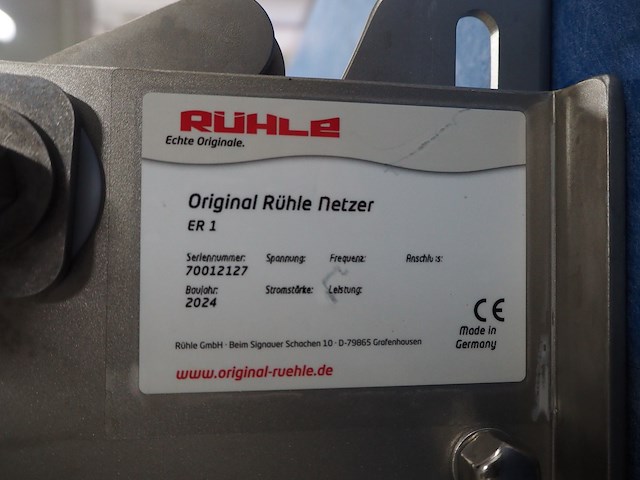 RÜHLE
Echte Originale.
Original Rühle Netzer
ER 1
Seriennummer: Spannung: Frequenz: Anschluss:
70012127
Baujahr: Stromstärke: Leistung:
2024
CE
Made in
Germany
Rühle GmbH · Beim Signauer Schachen 10 · D-79865 Grafenhausen
www.original-ruehle.de